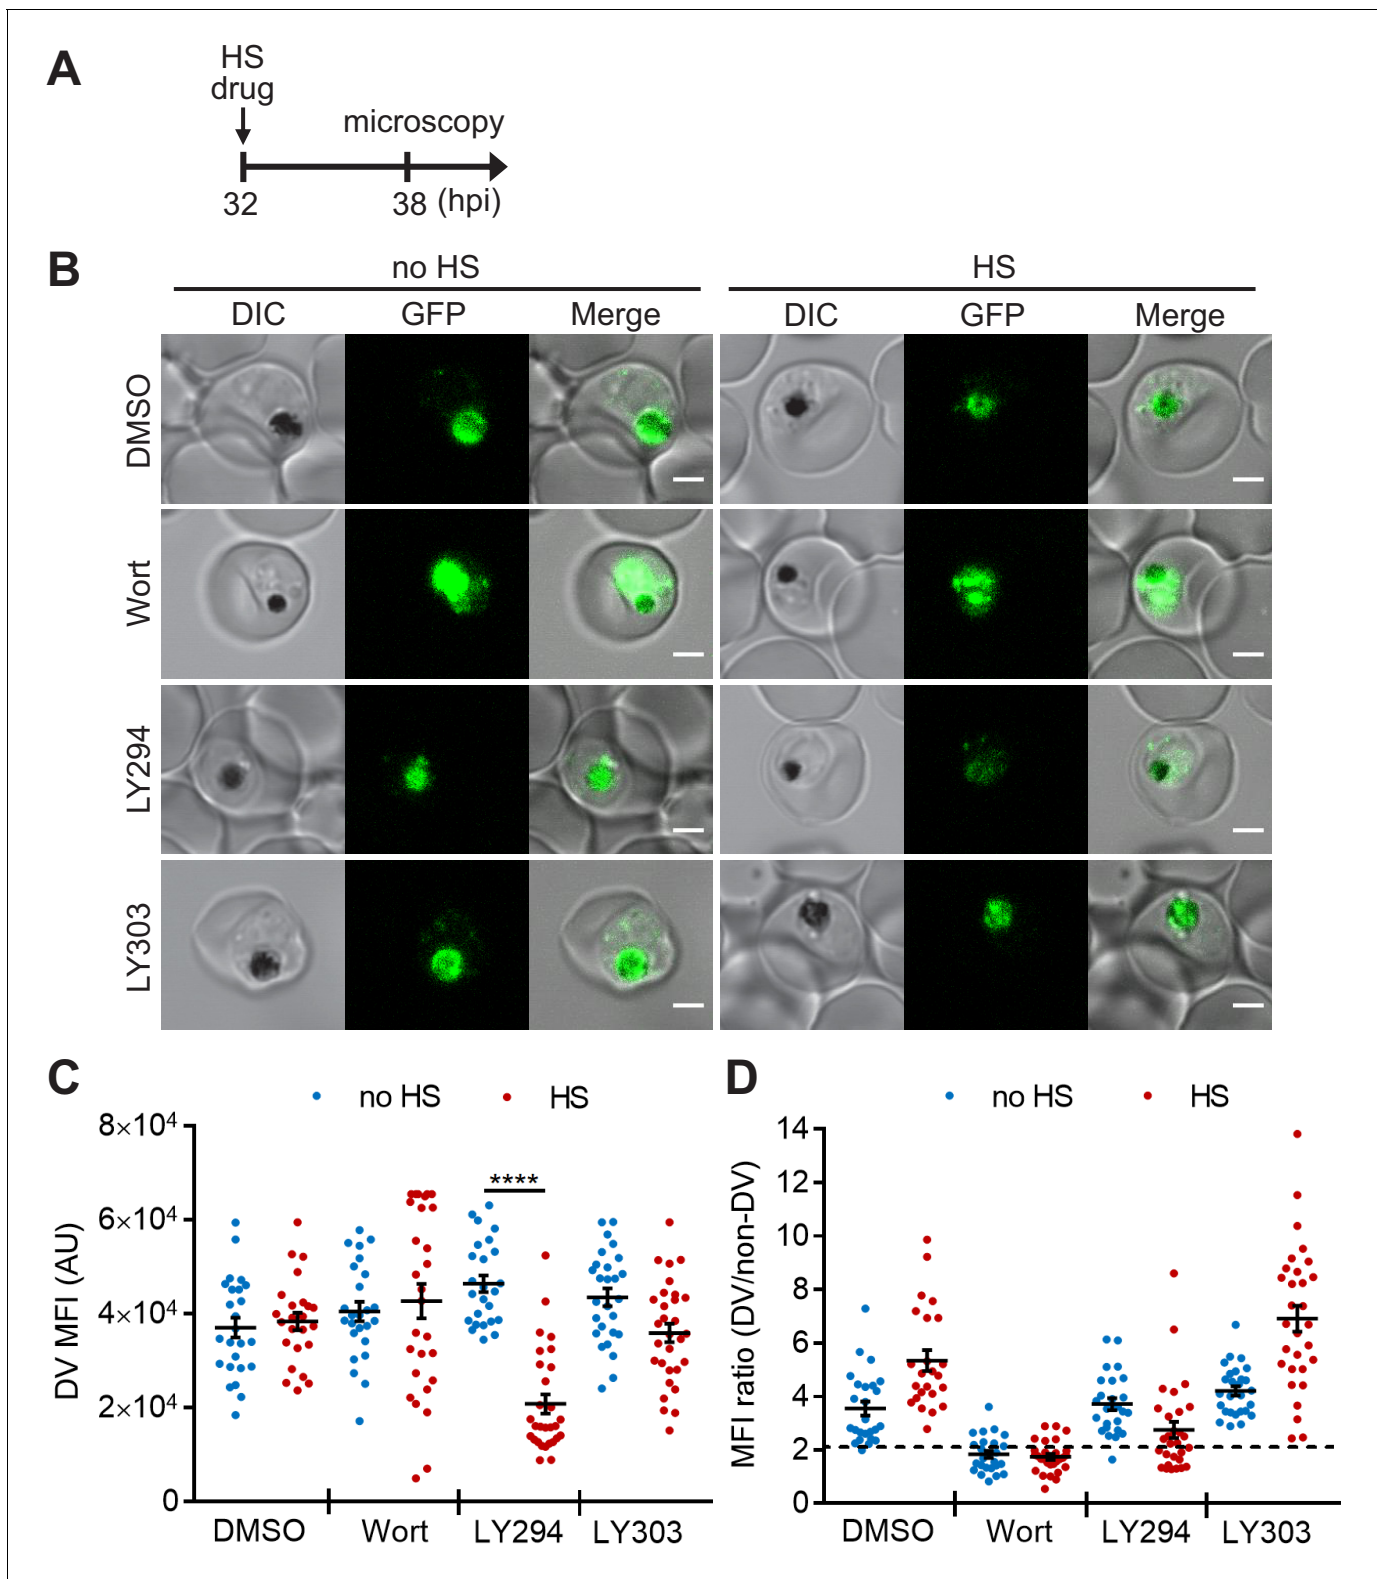 A
HS
drug
microscopy
32
38 (hpi)
B
no HS
HS
DIC GFP Merge DIC GFP Merge
DMSO
Wort
LY294
LY303
C
no HS HS
8×10⁴
6×10⁴
4×10⁴
2×10⁴
0
DV MFI (AU)
****
DMSO Wort LY294 LY303
D
no HS HS
14
12
10
8
6
4
2
0
MFI ratio (DV/non-DV)
DMSO Wort LY294 LY303